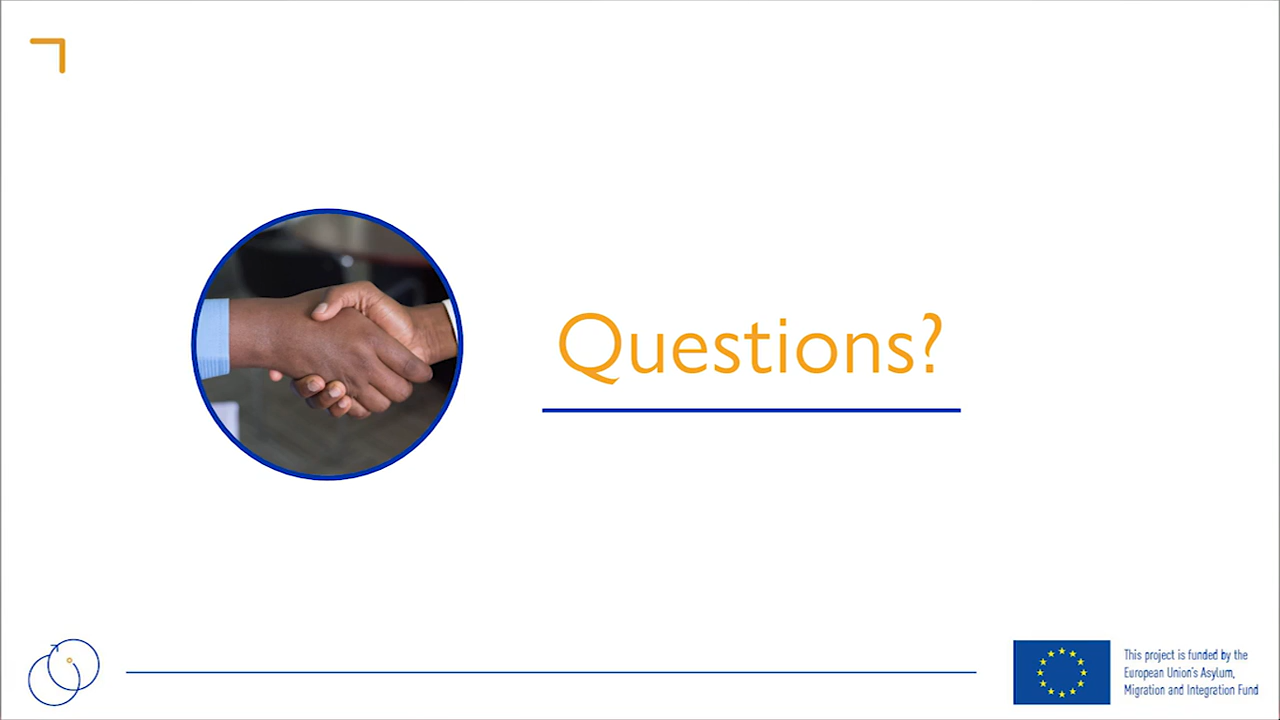 Questions?
This project is funded by the
European Union's Asylum,
Migration and Integration Fund